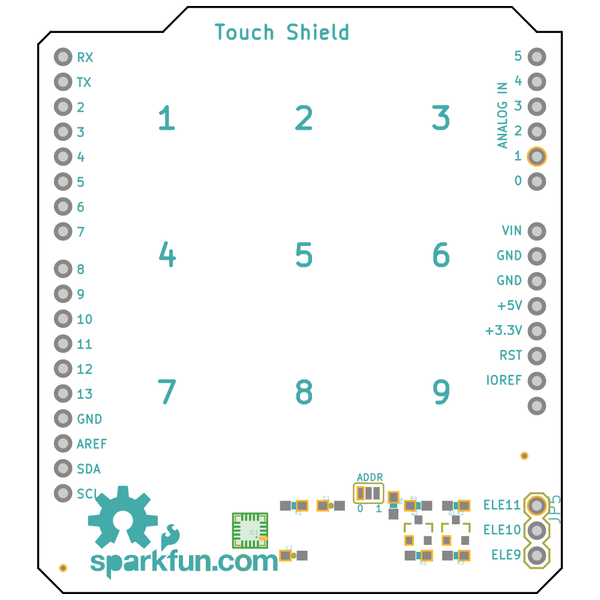 Touch Shield
RX
TX
2
3
4
5
6
7
8
9
10
11
12
13
GND
AREF
SDA
SCL
1 2 3
4 5 6
7 8 9
ANALOG IN
5
4
3
2
1
0
VIN
GND
GND
+5V
+3.3V
RST
IOREF
ADDR
0 1
ELE11
ELE10
ELE9
JP5
sparkfun.com